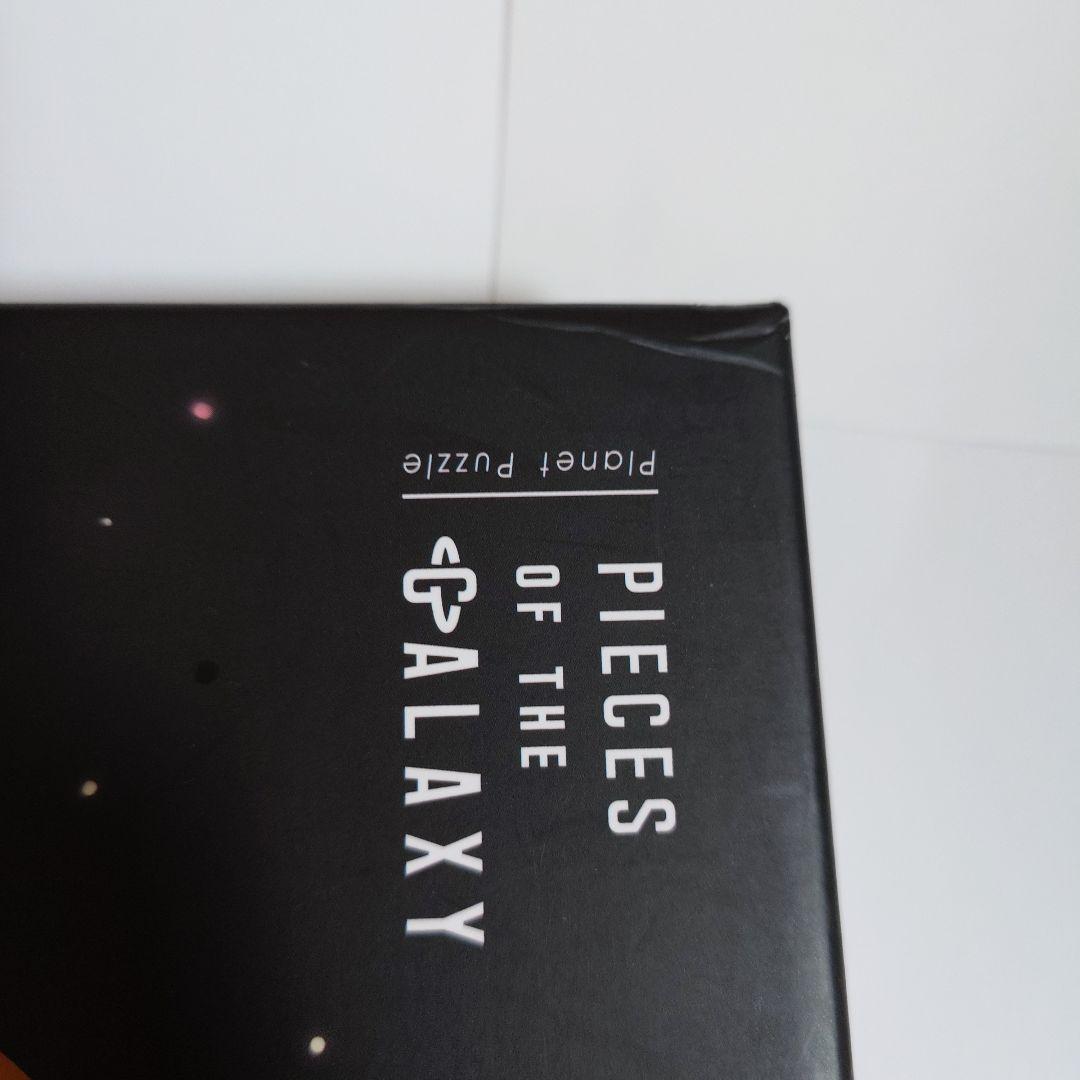 PIECES
OF THE
GALAXY
Planet Puzzle